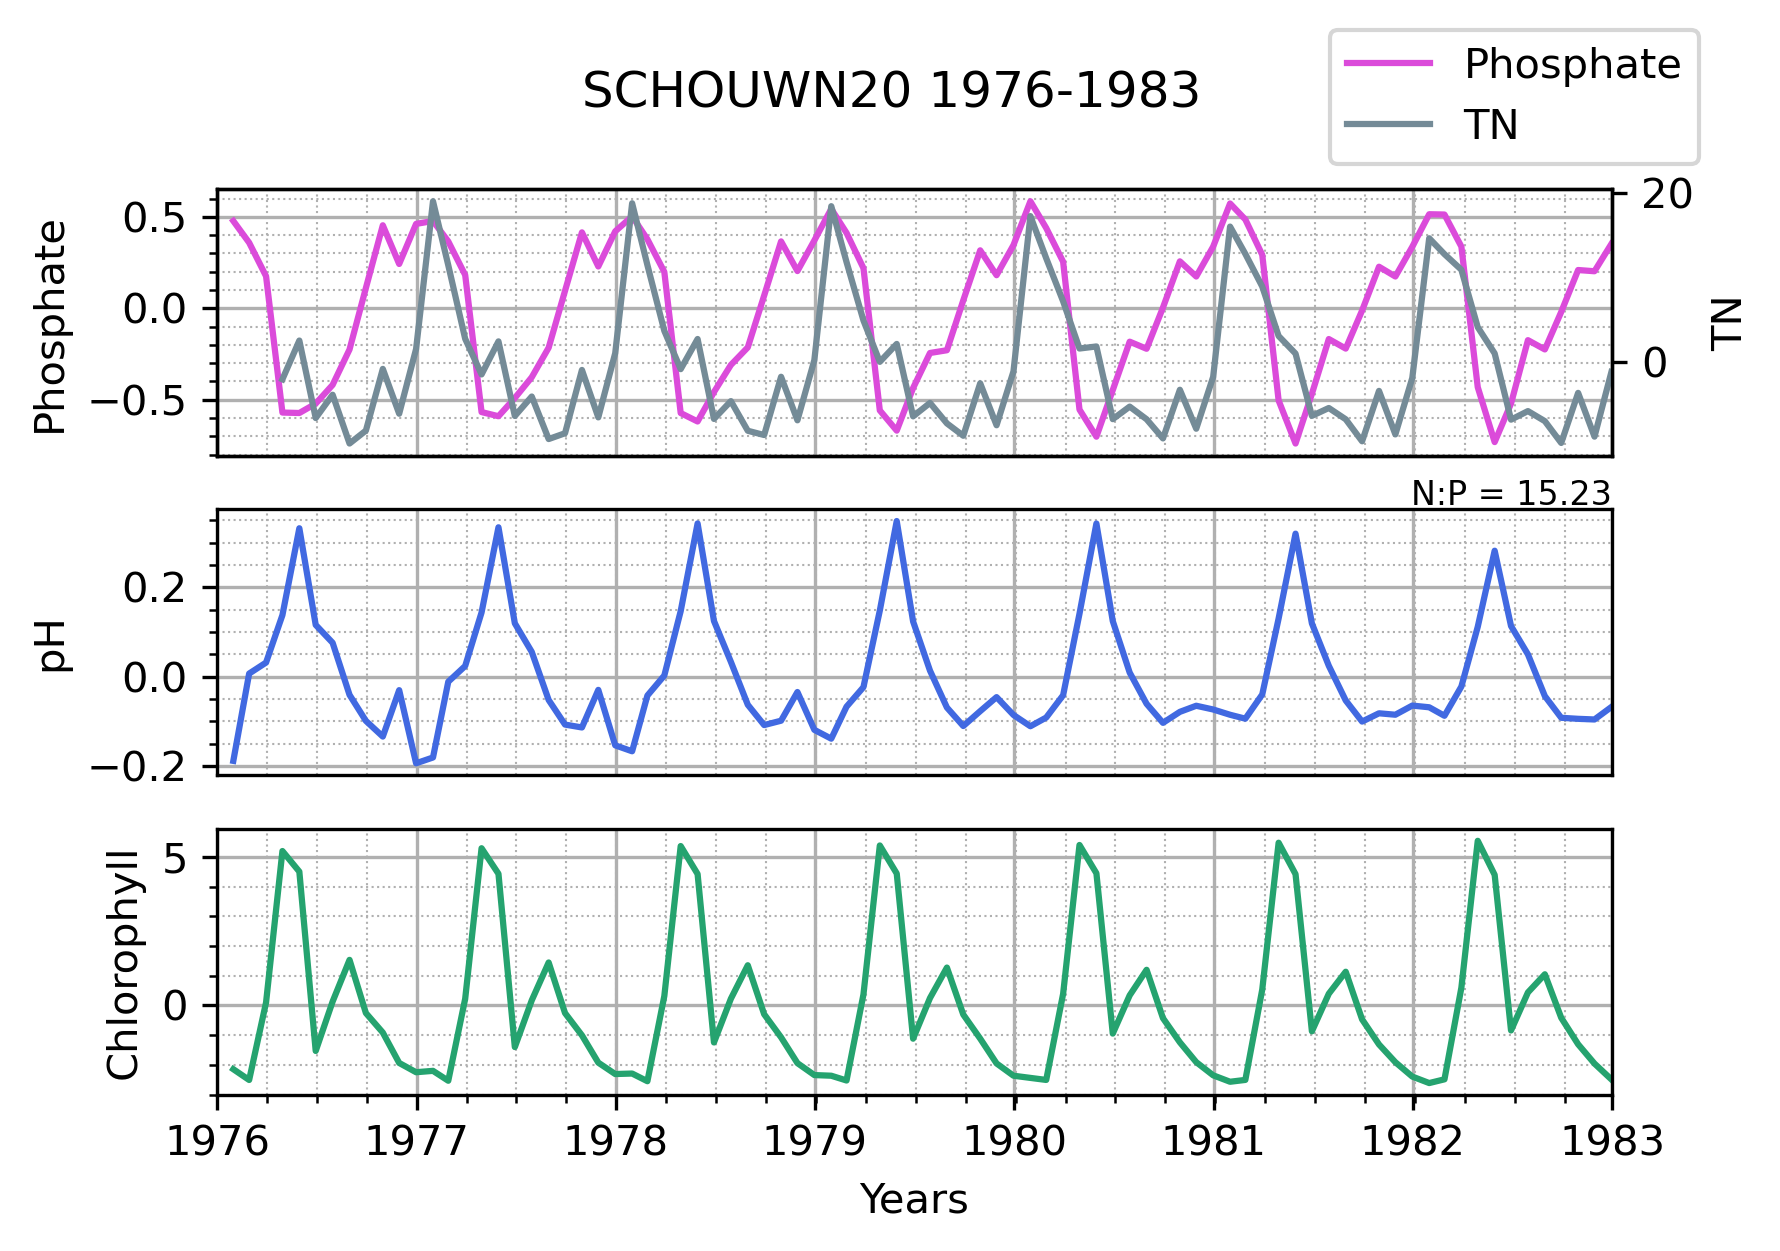 SCHOUWN20 1976-1983
Phosphate
TN
Phosphate
0.5
0.0
−0.5
20
0
TN
N:P = 15.23
pH
0.2
0.0
−0.2
Chlorophyll
5
0
1976 1977 1978 1979 1980 1981 1982 1983
Years